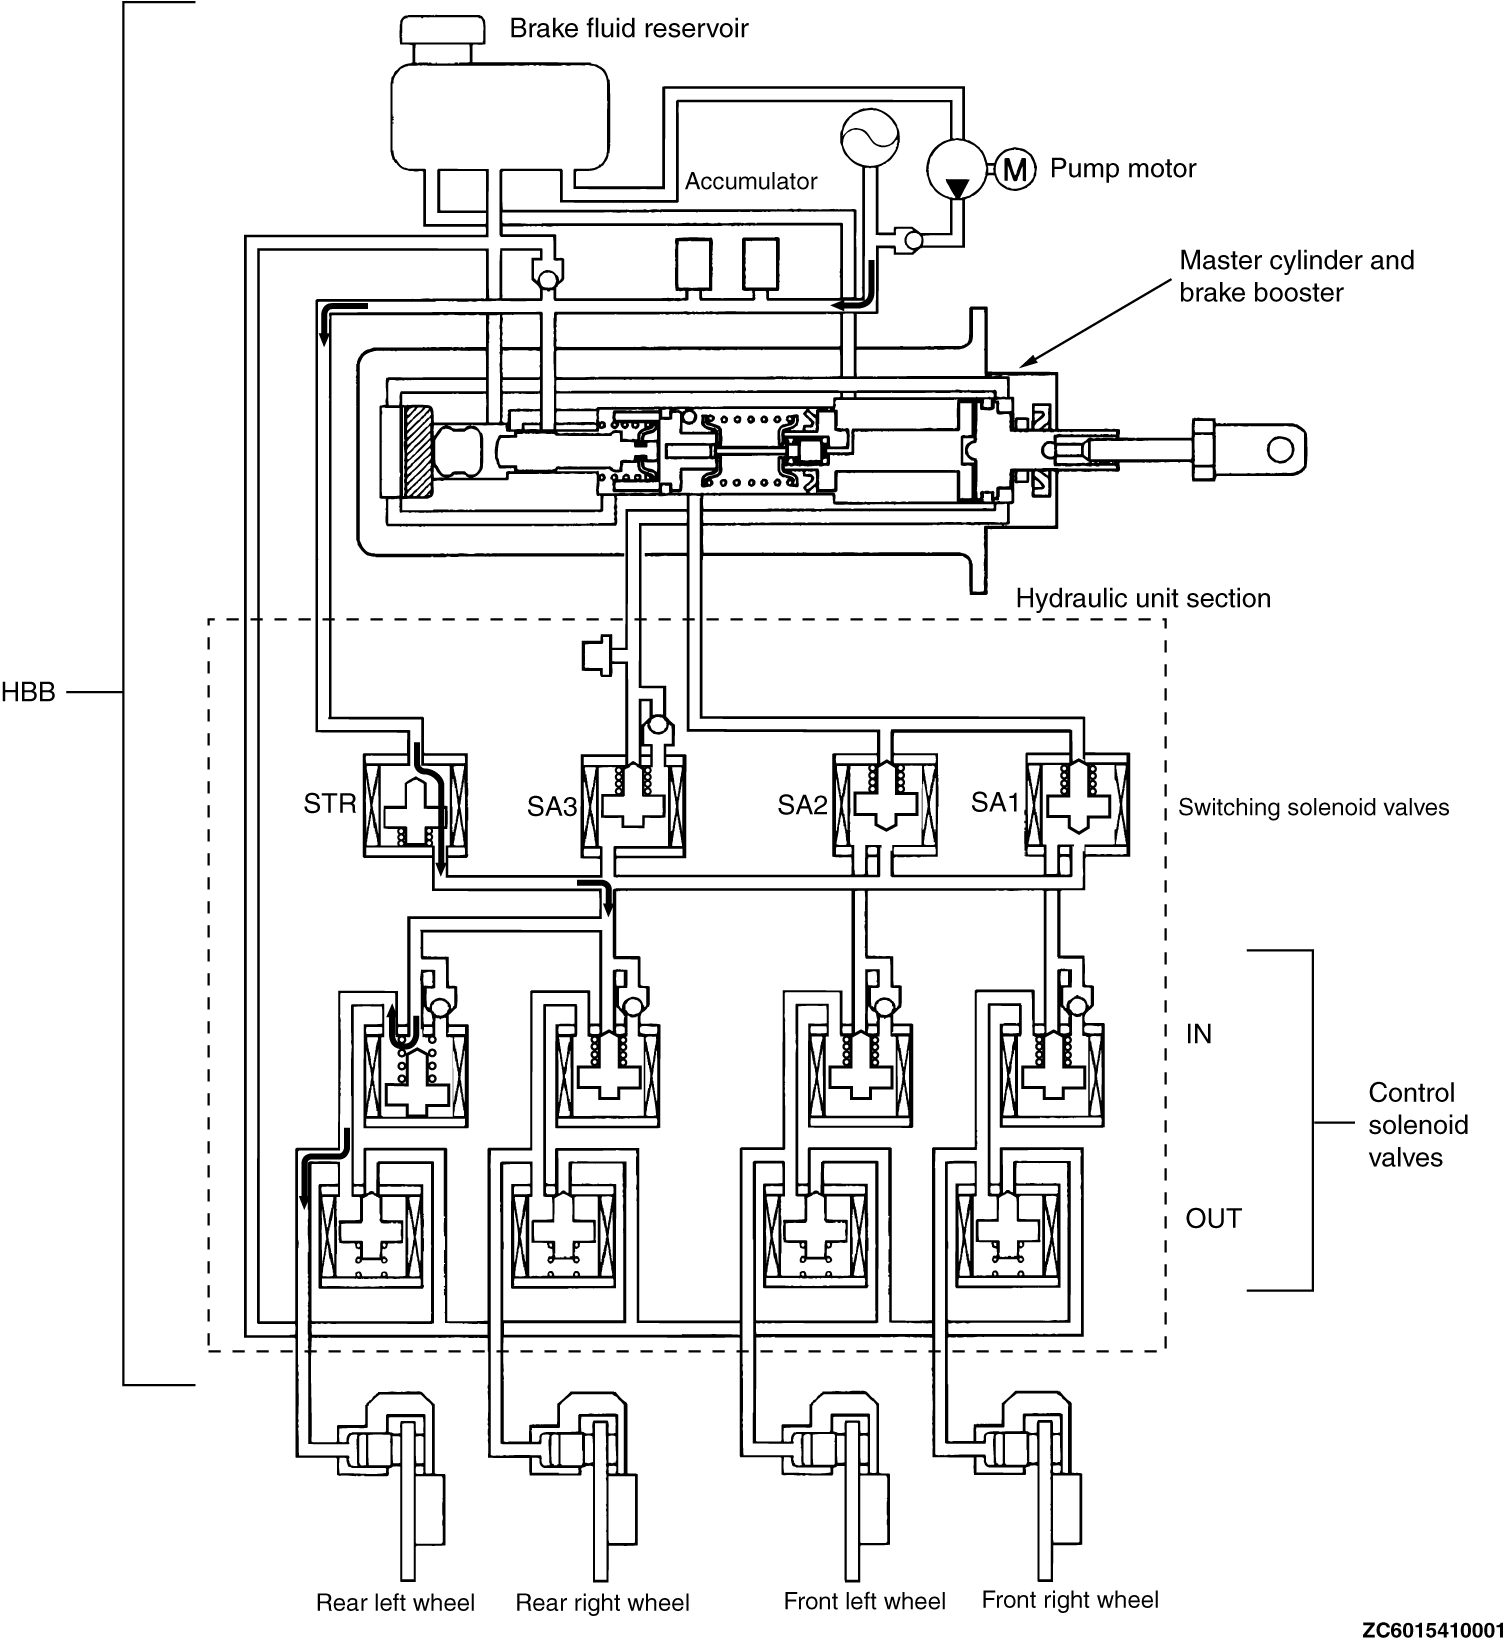 Brake fluid reservoir
Accumulator
M
Pump motor
Master cylinder and
brake booster
Hydraulic unit section
HBB
STR
SA3
SA2
SA1
Switching solenoid valves
IN
Control
solenoid
valves
OUT
Rear left wheel
Rear right wheel
Front left wheel
Front right wheel
ZC6015410001